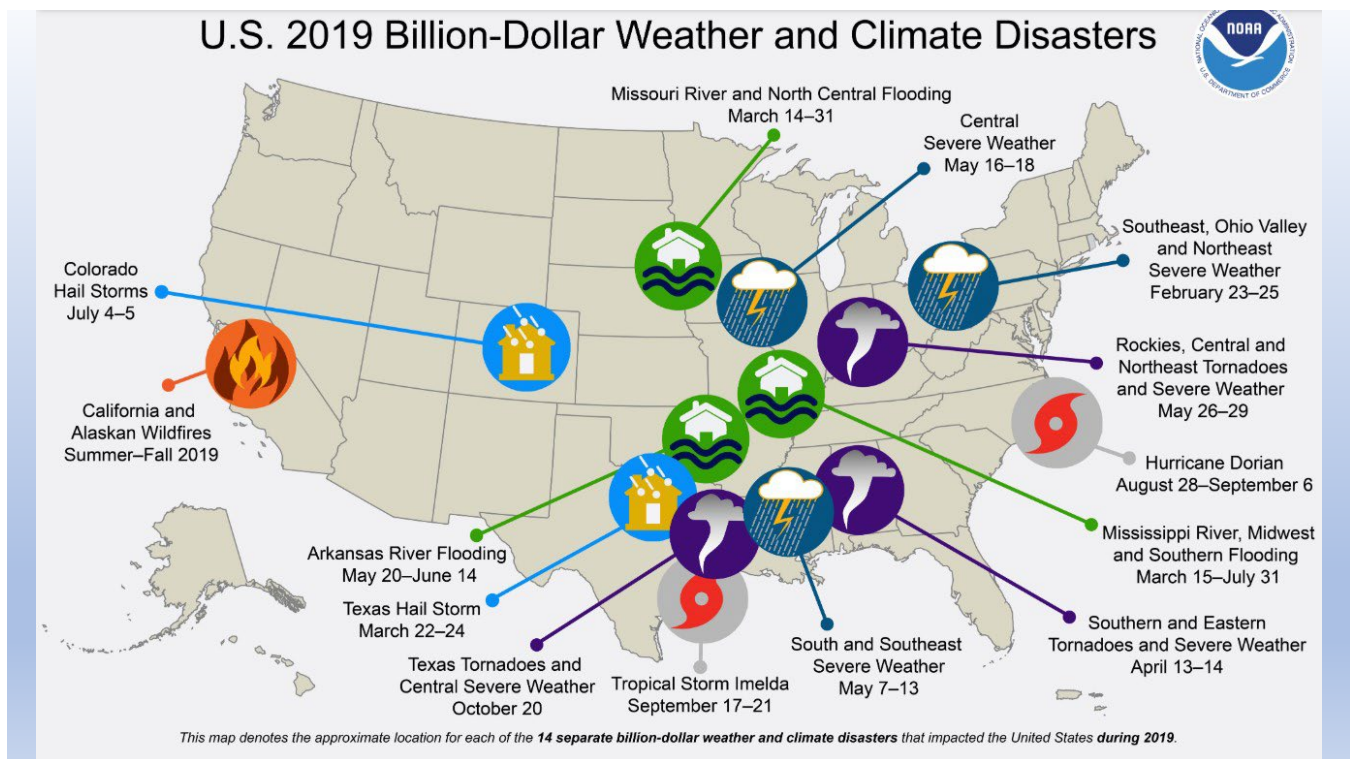 U.S. 2019 Billion-Dollar Weather and Climate Disasters
NOAA
U.S. DEPARTMENT OF COMMERCE
Missouri River and North Central Flooding
March 14–31
Central
Severe Weather
May 16–18
Southeast, Ohio Valley
and Northeast
Severe Weather
February 23–25
Colorado
Hail Storms
July 4–5
Rockies, Central and
Northeast Tornadoes
and Severe Weather
May 26–29
California and
Alaskan Wildfires
Summer–Fall 2019
Hurricane Dorian
August 28–September 6
Arkansas River Flooding
May 20–June 14
Mississippi River, Midwest
and Southern Flooding
March 15–July 31
Texas Hail Storm
March 22–24
Texas Tornadoes and
Central Severe Weather
October 20
Tropical Storm Imelda
September 17–21
South and Southeast
Severe Weather
May 7–13
Southern and Eastern
Tornadoes and Severe Weather
April 13–14
This map denotes the approximate location for each of the 14 separate billion-dollar weather and climate disasters that impacted the United States during 2019.